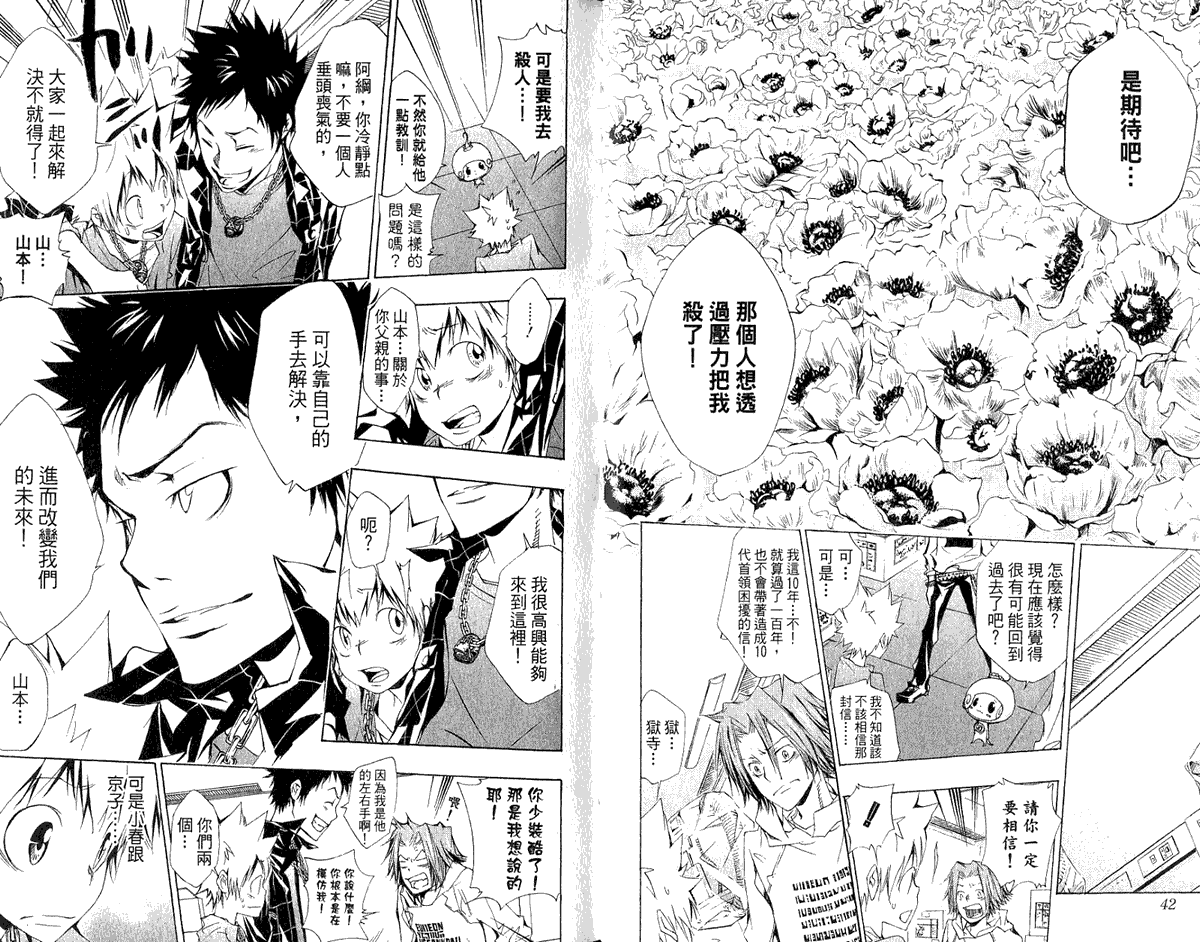 是期待吧…
那個人想透
過壓力把我
殺了！
怎麼樣？
現在應該覺得
很有可能回到
過去了吧？
可…
可是…
我不知道該
不該相信那
封信……
我這10年…不！
就算過了一百年，
也不會帶著造成10
代首領困擾的信！
獄…
獄寺…
請你一定
要相信！
！
42
可是要我去
殺人…！
不然你就給他
一點教訓！
是這樣的
問題嗎？
阿綱，你冷靜點
嘛，不要一個人
垂頭喪氣的，
大家一起來解
決不就得了！
山…
山本！
……
山本…關於
你父親的事…
可以靠自己的
手去解決，
進而改變我們
的未來！
呃？
我很高興能夠
來到這裡！
山本…
你少裝酷了！
那是我想說的
耶！
因為我是他
的左右手啊！
你說什麼！
你根本是在
模仿我！
你們兩
個…
可是小春跟
京子……